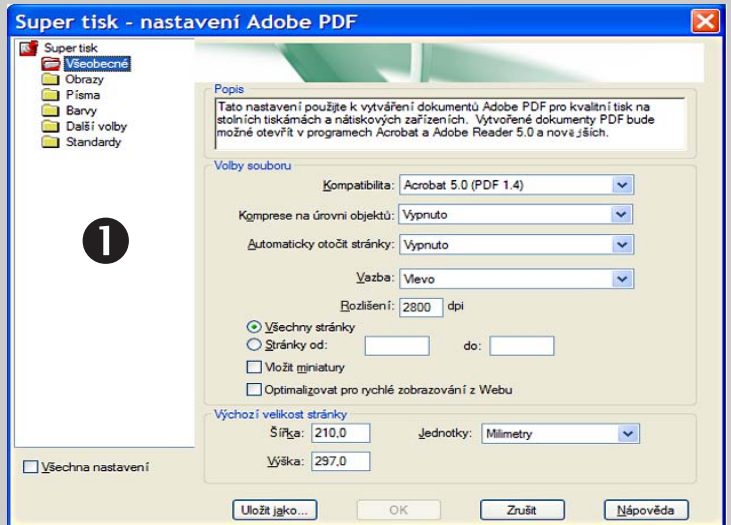 Super tisk - nastavení Adobe PDF
Super tisk
Všeobecné
Obrazy
Písma
Barvy
Další volby
Standardy
1
Všechna nastavení
Popis
Tato nastavení použijte k vytváření dokumentů Adobe PDF pro kvalitní tisk na
stolních tiskárnách a nátiskových zařízeních. Vytvořené dokumenty PDF bude
možné otevřít v programech Acrobat a Adobe Reader 5.0 a novějších.
Volby souboru
Kompatibilita: Acrobat 5.0 (PDF 1.4)
Komprese na úrovni objektů: Vypnuto
Automaticky otočit stránky: Vypnuto
Vazba: Vlevo
Rozlišení: 2800 dpi
Všechny stránky
Stránky od: do:
Vložit miniatury
Optimalizovat pro rychlé zobrazování z Webu
Výchozí velikost stránky
Šířka: 210,0 Jednotky: Milimetry
Výška: 297,0
Uložit jako... OK Zrušit Nápověda